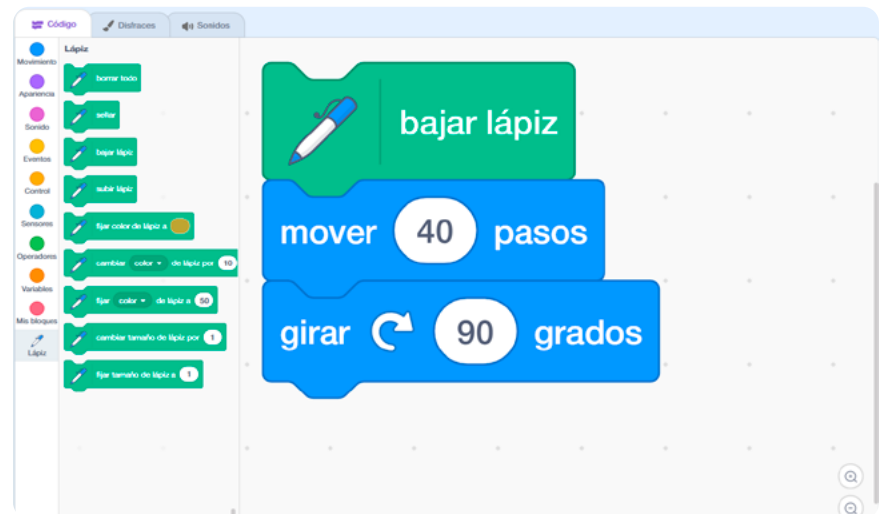 Código
Disfraces
Sonidos
Movimiento
Apariencia
Sonido
Eventos
Control
Sensores
Operadores
Variables
Mis bloques
Lápiz
Lápiz
borrar todo
sellar
bajar lápiz
subir lápiz
fijar color de lápiz a
cambiar color de lápiz por 10
fijar color de lápiz a 50
cambiar tamaño de lápiz por 1
fijar tamaño de lápiz a 1
bajar lápiz
mover 40 pasos
girar 90 grados